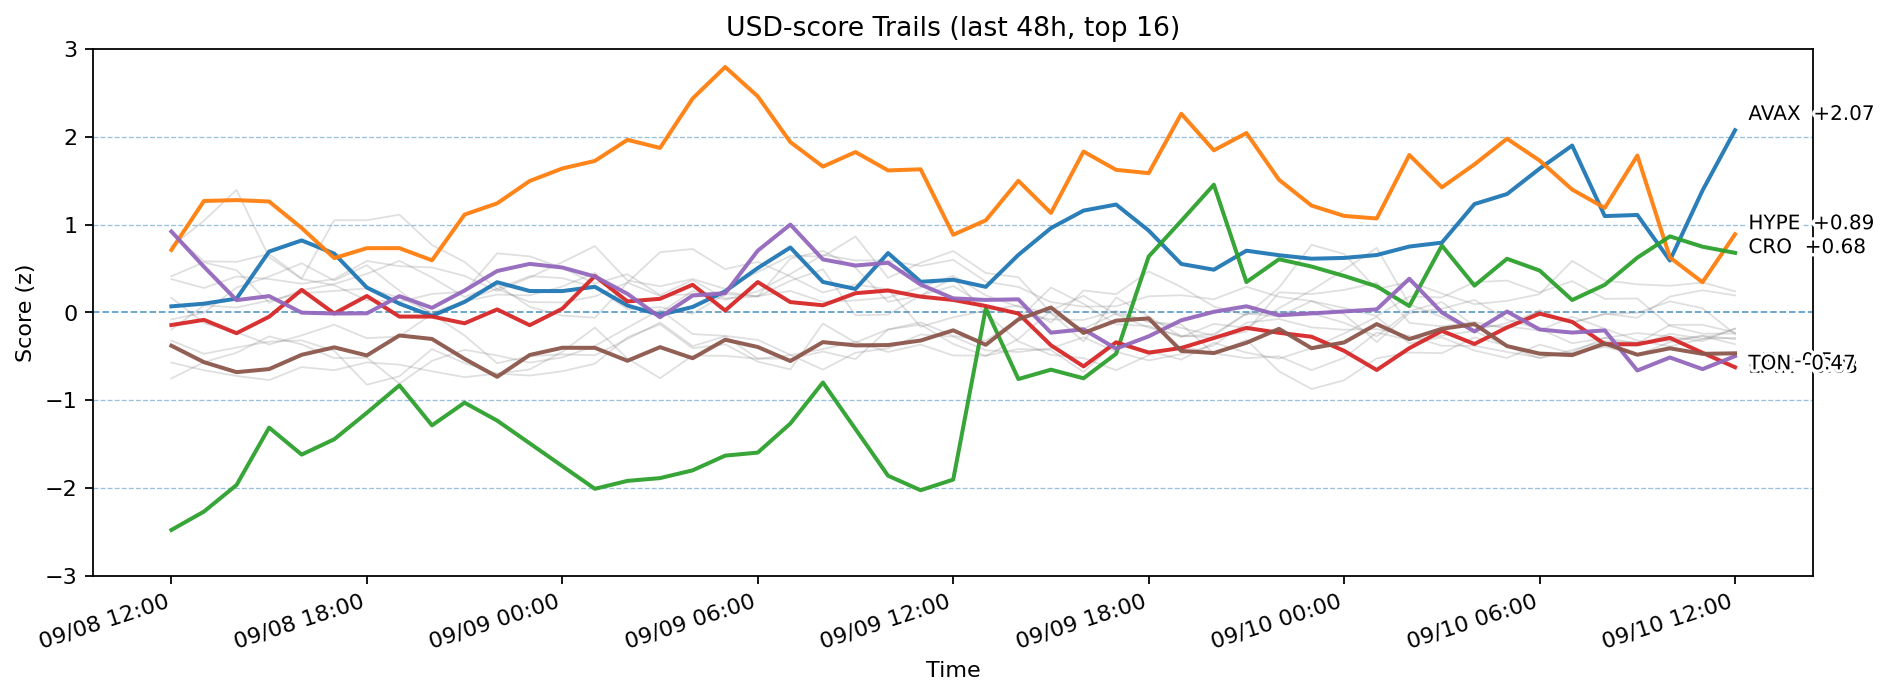 USD-score Trails (last 48h, top 16)
Score (z)
3
2
1
0
−1
−2
−3
AVAX +2.07
HYPE +0.89
CRO +0.68
TON -0.47
09/08 12:00
09/08 18:00
09/09 00:00
09/09 06:00
09/09 12:00
09/09 18:00
09/10 00:00
09/10 06:00
09/10 12:00
Time